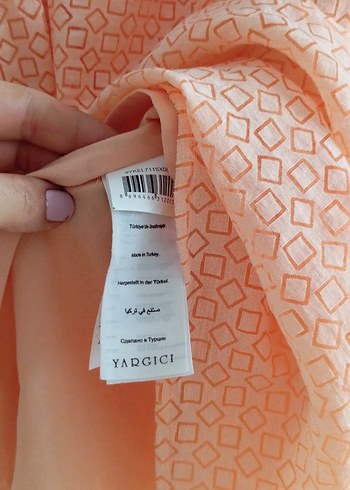 Türkiye'de üretilmiştir.
Made in Turkey.
Hergestellt in der Türkei.
صنع في تركيا
Сделано в Турции
YARGICI